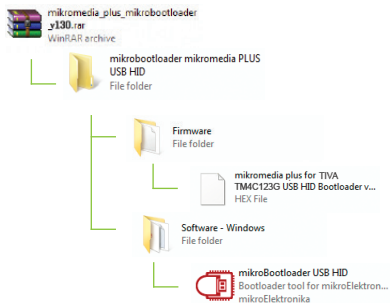 mikromedia_plus_mikrobootloader
_v130.rar
WinRAR archive
mikrobootloader mikromedia PLUS
USB HID
File folder
Firmware
File folder
mikromedia plus for TIVA
TM4C123G USB HID Bootloader v...
HEX File
Software - Windows
File folder
mikroBootloader USB HID
Bootloader tool for mikroElektron...
mikroElektronika